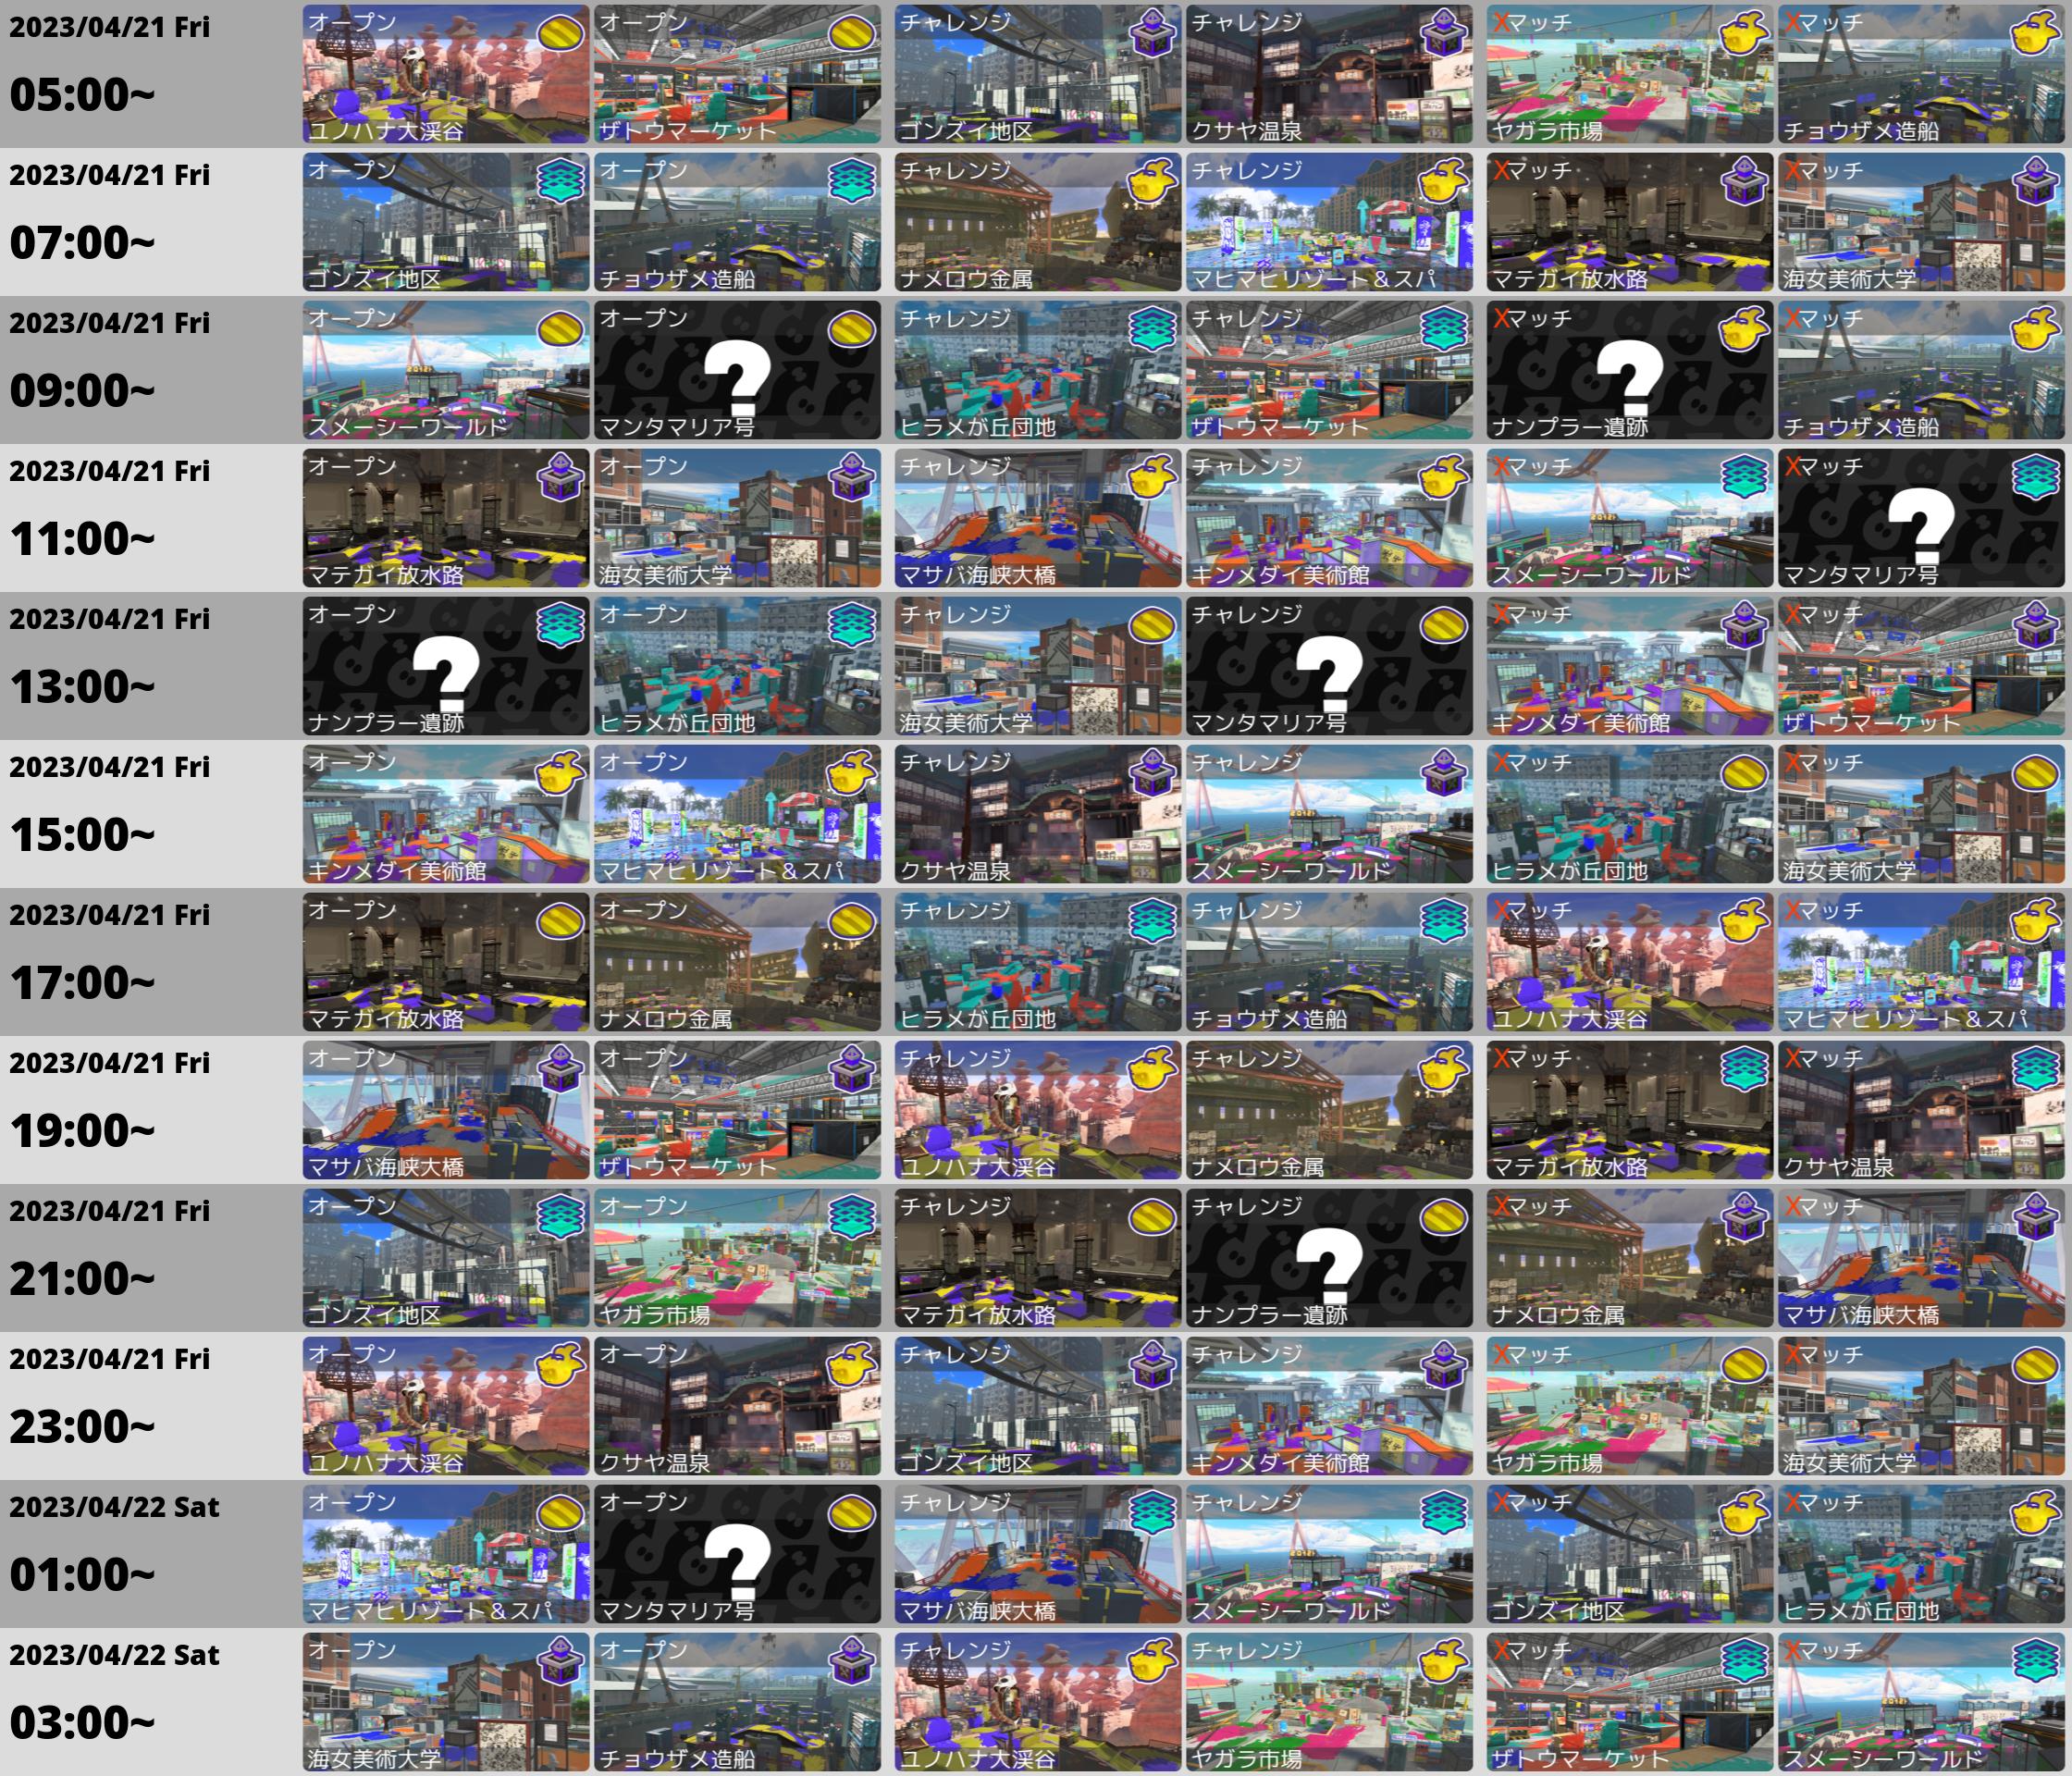 2023/04/21 Fri
05:00~
オープン オープン チャレンジ チャレンジ Xマッチ Xマッチ
ユノハナ大渓谷 ザトウマーケット ゴンズイ地区 クサヤ温泉 ヤガラ市場 チョウザメ造船
2023/04/21 Fri
07:00~
オープン オープン チャレンジ チャレンジ Xマッチ Xマッチ
ゴンズイ地区 チョウザメ造船 ナメロウ金属 マヒマヒリゾート&スパ マテガイ放水路 海女美術大学
2023/04/21 Fri
09:00~
オープン オープン チャレンジ チャレンジ Xマッチ Xマッチ
スメーシーワールド マンタマリア号 ヒラメが丘団地 ザトウマーケット ナンプラー遺跡 チョウザメ造船
2023/04/21 Fri
11:00~
オープン オープン チャレンジ チャレンジ Xマッチ Xマッチ
マテガイ放水路 海女美術大学 マサバ海峡大橋 キンメダイ美術館 スメーシーワールド マンタマリア号
2023/04/21 Fri
13:00~
オープン オープン チャレンジ チャレンジ Xマッチ Xマッチ
ナンプラー遺跡 ヒラメが丘団地 海女美術大学 マンタマリア号 キンメダイ美術館 ザトウマーケット
2023/04/21 Fri
15:00~
オープン オープン チャレンジ チャレンジ Xマッチ Xマッチ
キンメダイ美術館 マヒマヒリゾート&スパ クサヤ温泉 スメーシーワールド ヒラメが丘団地 海女美術大学
2023/04/21 Fri
17:00~
オープン オープン チャレンジ チャレンジ Xマッチ Xマッチ
マテガイ放水路 ナメロウ金属 ヒラメが丘団地 チョウザメ造船 ユノハナ大渓谷 マヒマヒリゾート&スパ
2023/04/21 Fri
19:00~
オープン オープン チャレンジ チャレンジ Xマッチ Xマッチ
マサバ海峡大橋 ザトウマーケット ユノハナ大渓谷 ナメロウ金属 マテガイ放水路 クサヤ温泉
2023/04/21 Fri
21:00~
オープン オープン チャレンジ チャレンジ Xマッチ Xマッチ
ゴンズイ地区 ヤガラ市場 マテガイ放水路 ナンプラー遺跡 ナメロウ金属 マサバ海峡大橋
2023/04/21 Fri
23:00~
オープン オープン チャレンジ チャレンジ Xマッチ Xマッチ
ユノハナ大渓谷 クサヤ温泉 ゴンズイ地区 キンメダイ美術館 ヤガラ市場 海女美術大学
2023/04/22 Sat
01:00~
オープン オープン チャレンジ チャレンジ Xマッチ Xマッチ
マヒマヒリゾート&スパ マンタマリア号 マサバ海峡大橋 スメーシーワールド ゴンズイ地区 ヒラメが丘団地
2023/04/22 Sat
03:00~
オープン オープン チャレンジ チャレンジ Xマッチ Xマッチ
海女美術大学 チョウザメ造船 ユノハナ大渓谷 ヤガラ市場 ザトウマーケット スメーシーワールド